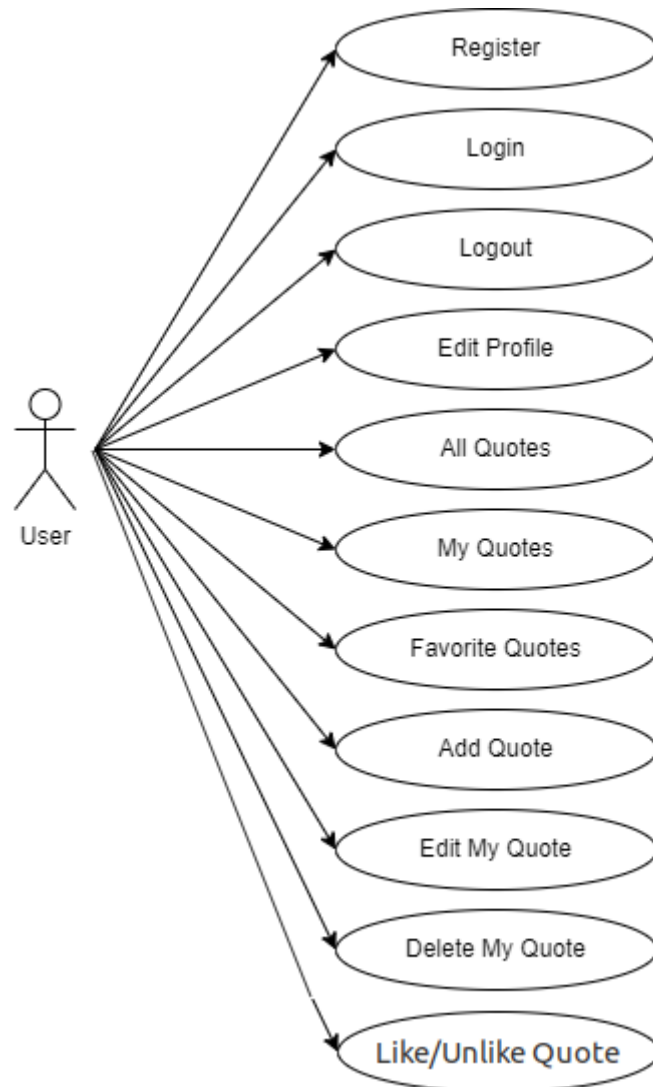 Register
Login
Logout
Edit Profile
All Quotes
User
My Quotes
Favorite Quotes
Add Quote
Edit My Quote
Delete My Quote
Like/Unlike Quote